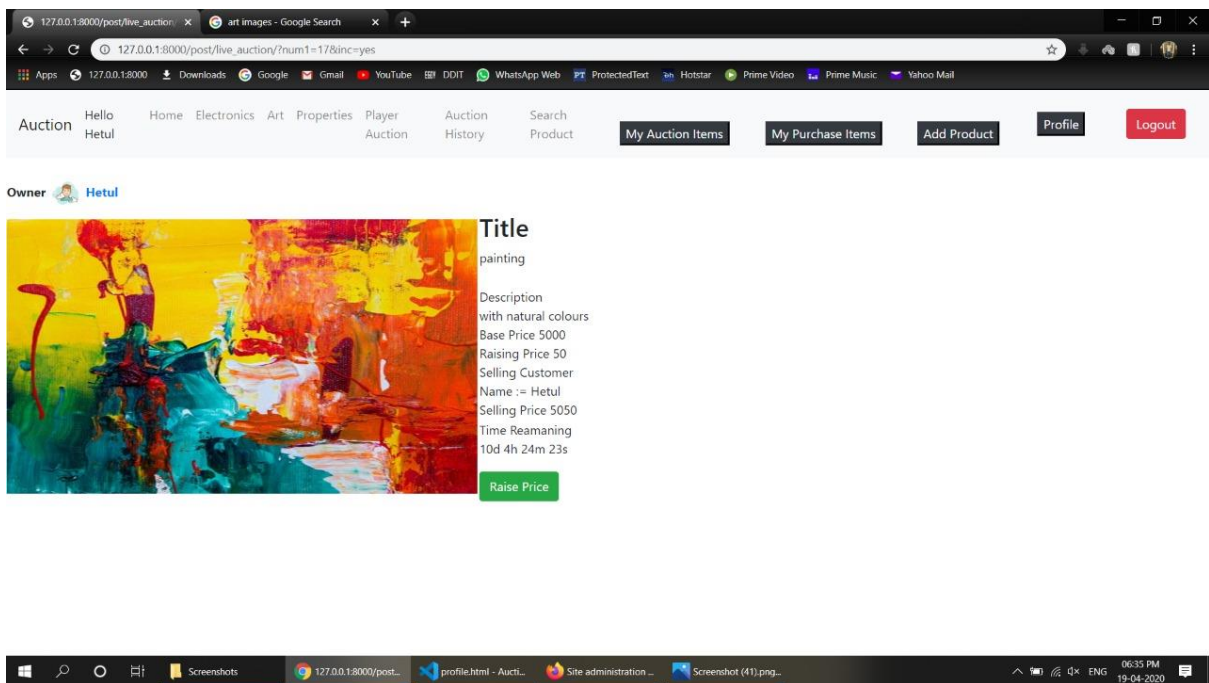 127.0.0.1:8000/post/live_auction/
art images - Google Search
127.0.0.1:8000/post/live_auction/?num1=17&inc=yes
Apps 127.0.0.1:8000 Downloads Google Gmail YouTube DDIT WhatsApp Web PT ProtectedText Hotstar Prime Video Prime Music Yahoo Mail
Auction Hello Hetul Home Electronics Art Properties Player Auction Auction History Search Product My Auction Items My Purchase Items Add Product Profile Logout
Owner Hetul
Title
painting
Description
with natural colours
Base Price 5000
Raising Price 50
Selling Customer
Name := Hetul
Selling Price 5050
Time Reamaning
10d 4h 24m 23s
Raise Price
Screenshots 127.0.0.1:8000/post... profile.html - Aucti... Site administration ... Screenshot (41).png... ENG 06:35 PM
19-04-2020